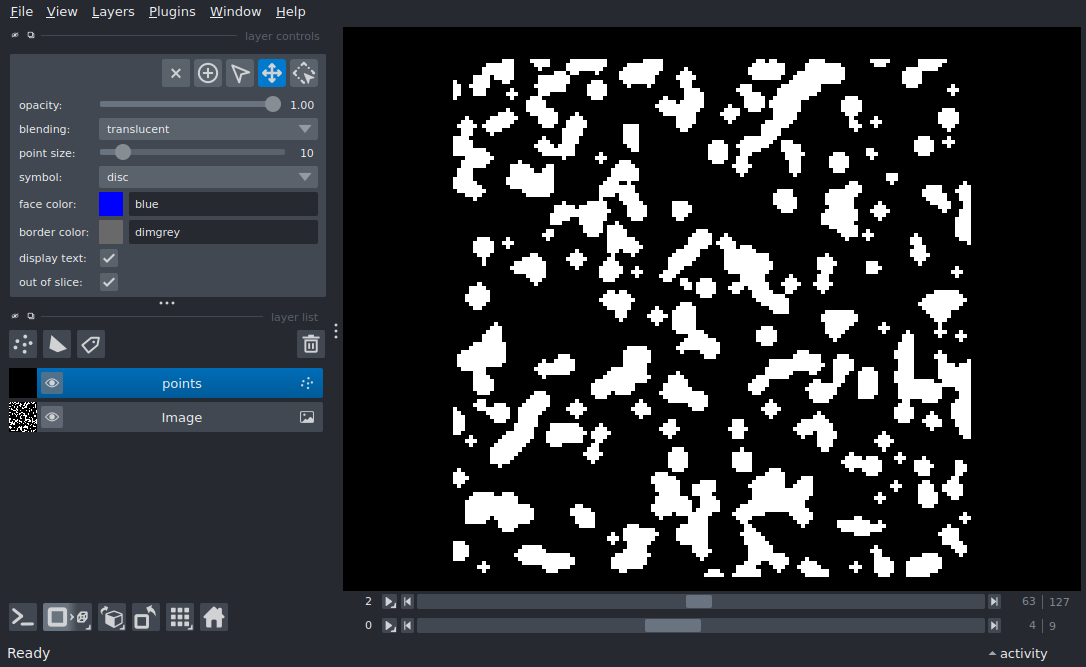 File View Layers Plugins Window Help
layer controls
opacity: 1.00
blending: translucent
point size: 10
symbol: disc
face color: blue
border color: dimgrey
display text:
out of slice:
layer list
points
Image
2 63 127
0 4 9
Ready activity